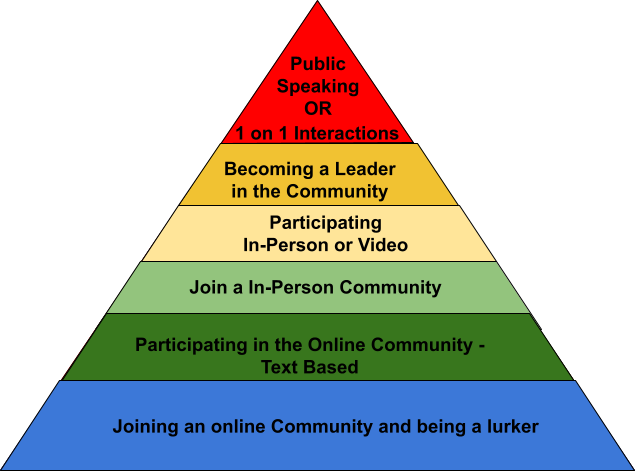 Public
Speaking
OR
1 on 1 Interactions
Becoming a Leader
in the Community
Participating
In-Person or Video
Join a In-Person Community
Participating in the Online Community -
Text Based
Joining an online Community and being a lurker